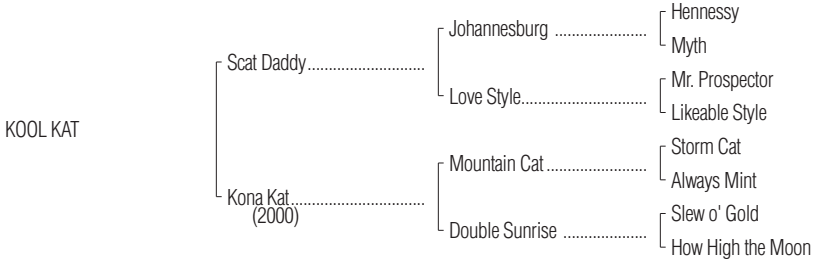 Hennessy
Johannesburg ......................
Myth
Scat Daddy............................
Mr. Prospector
Love Style..............................
Likeable Style
KOOL KAT
Storm Cat
Mountain Cat ........................
Always Mint
Kona Kat................................
(2000)
Slew o' Gold
Double Sunrise ....................
How High the Moon